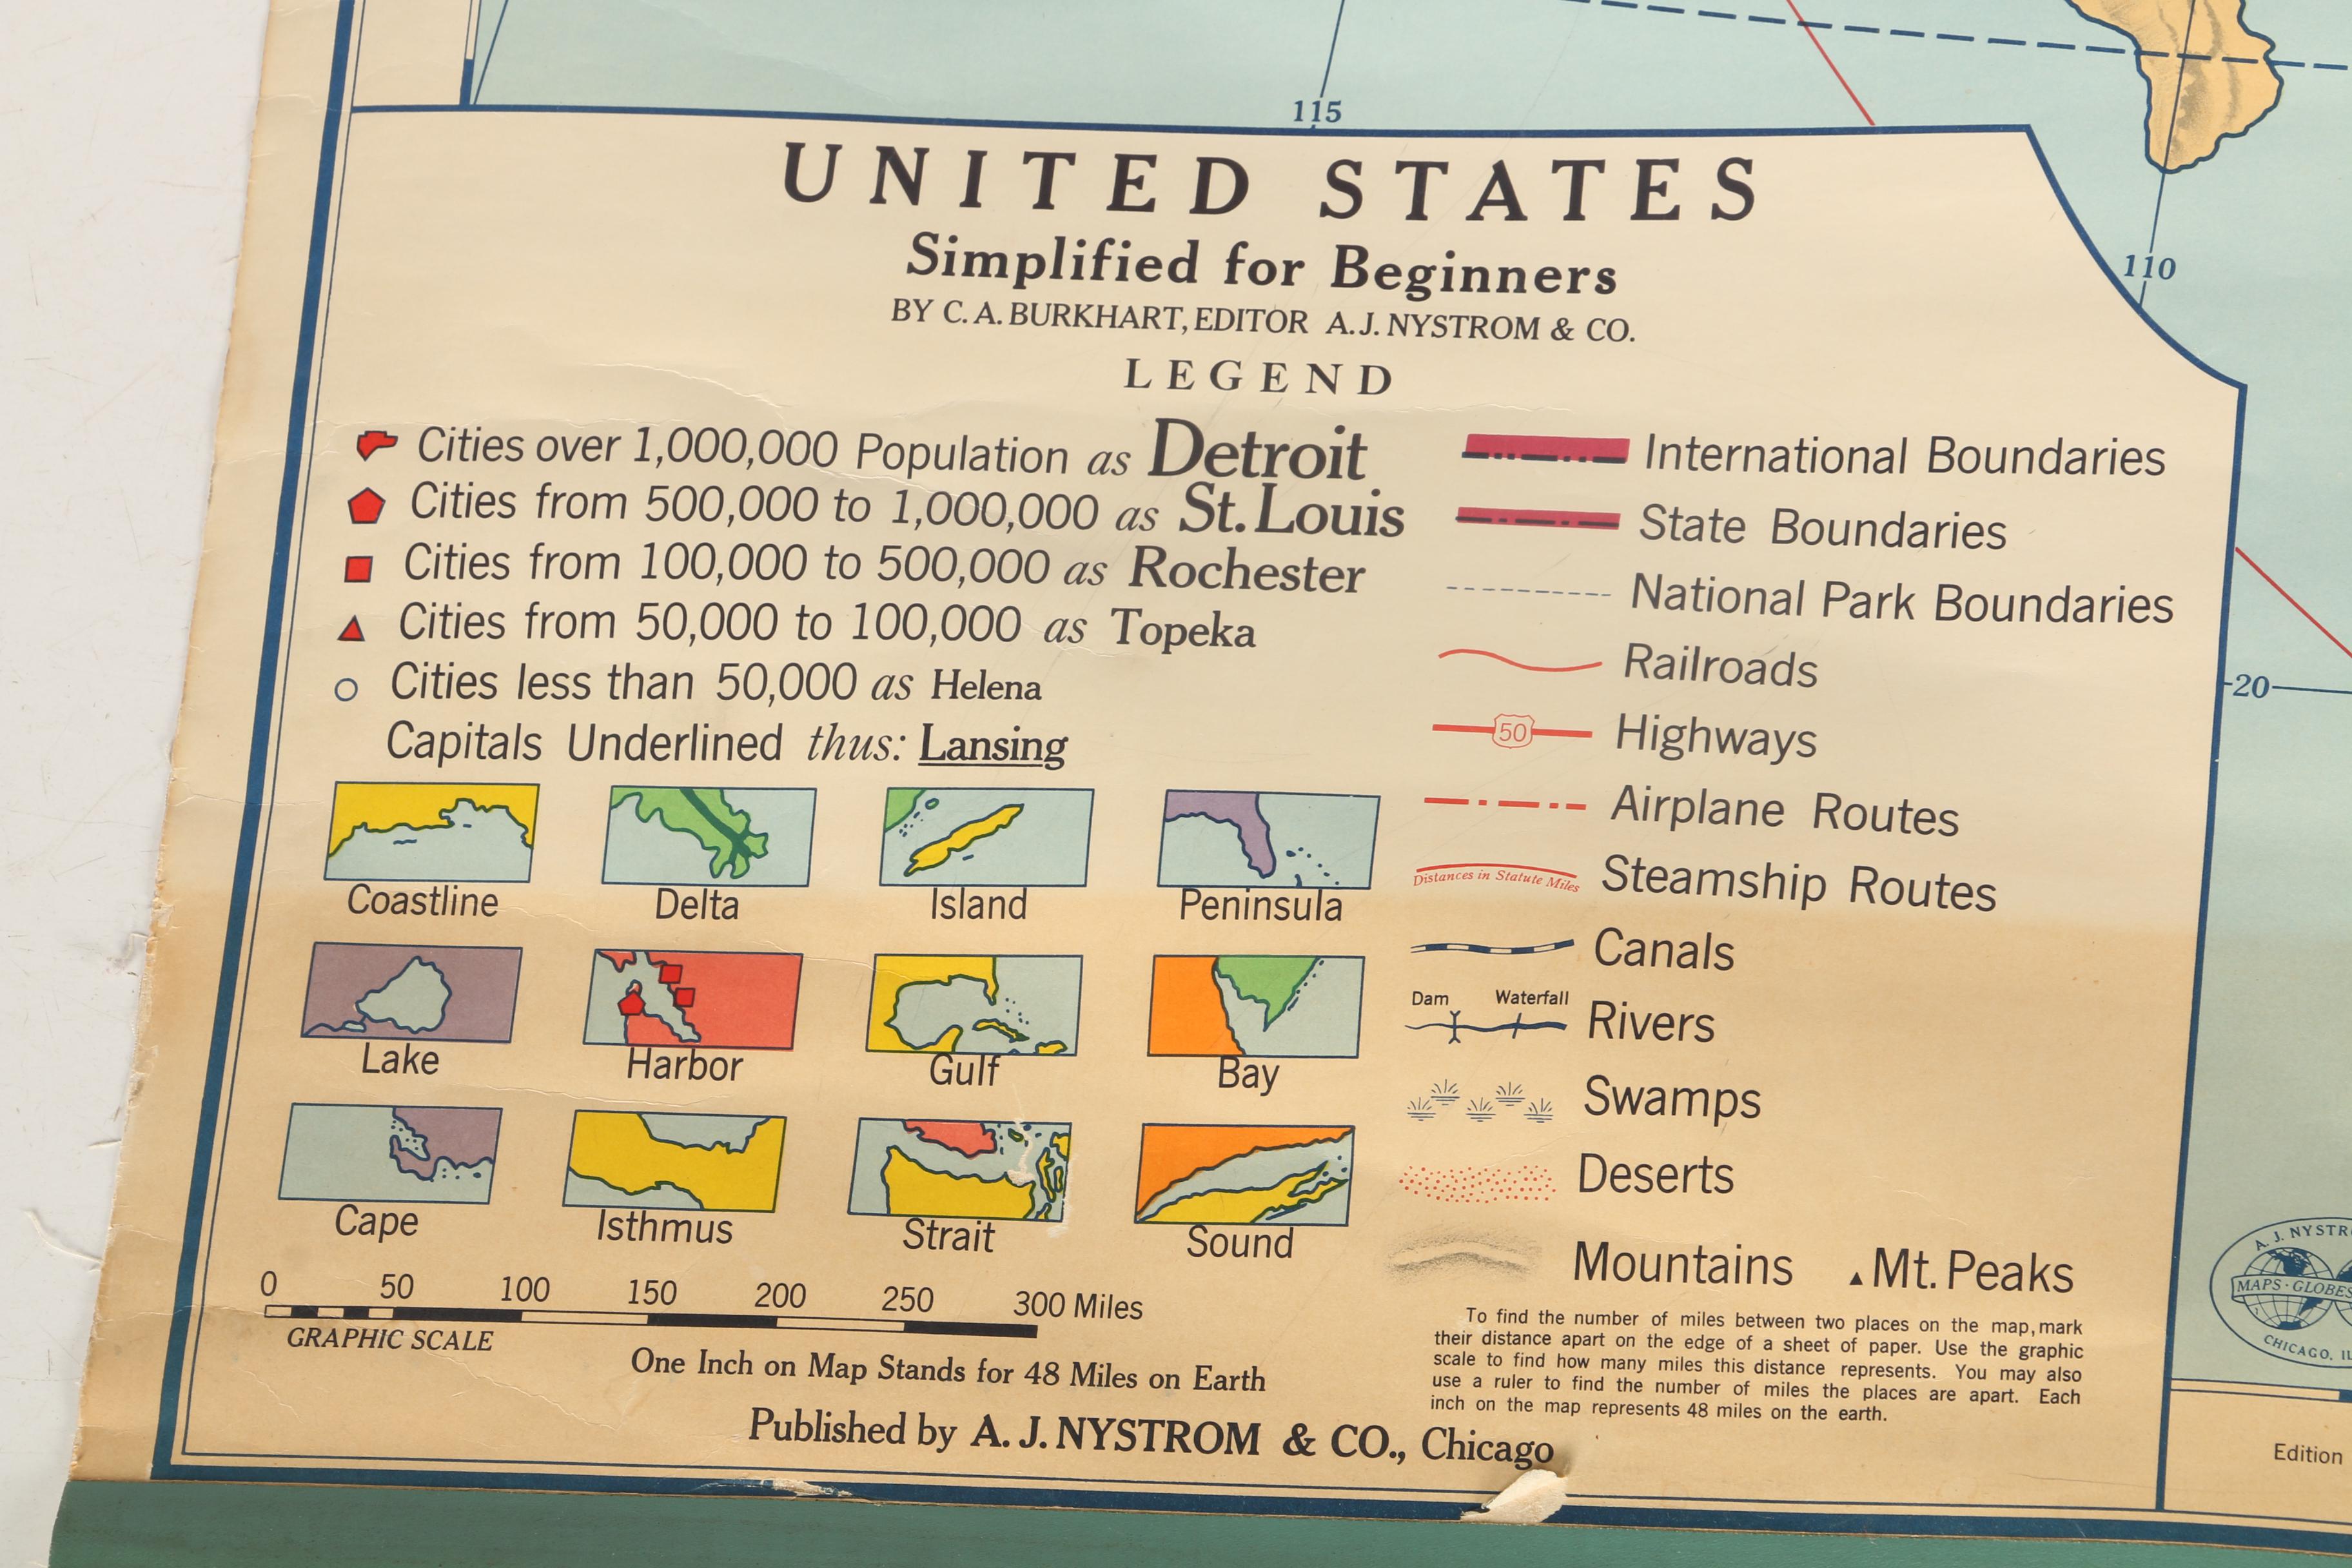 115
UNITED STATES
Simplified for Beginners
BY C. A. BURKHART, EDITOR A. J. NYSTROM & CO.
110
LEGEND
Cities over 1,000,000 Population as Detroit
Cities from 500,000 to 1,000,000 as St. Louis
Cities from 100,000 to 500,000 as Rochester
Cities from 50,000 to 100,000 as Topeka
Cities less than 50,000 as Helena
Capitals Underlined thus: Lansing
International Boundaries
State Boundaries
National Park Boundaries
Railroads
50 Highways
Airplane Routes
Distances in Statute Miles Steamship Routes
Canals
Dam Waterfall
Rivers
Swamps
Deserts
Mountains Mt. Peaks
20
Coastline Delta Island Peninsula
Lake Harbor Gulf Bay
Cape Isthmus Strait Sound
0 50 100 150 200 250 300 Miles
GRAPHIC SCALE
One Inch on Map Stands for 48 Miles on Earth
Published by A. J. NYSTROM & CO., Chicago
To find the number of miles between two places on the map, mark
their distance apart on the edge of a sheet of paper. Use the graphic
scale to find how many miles this distance represents. You may also
use a ruler to find the number of miles the places are apart. Each
inch on the map represents 48 miles on the earth.
A. J. NYSTR
MAPS · GLOBES
CHICAGO, IL
Edition